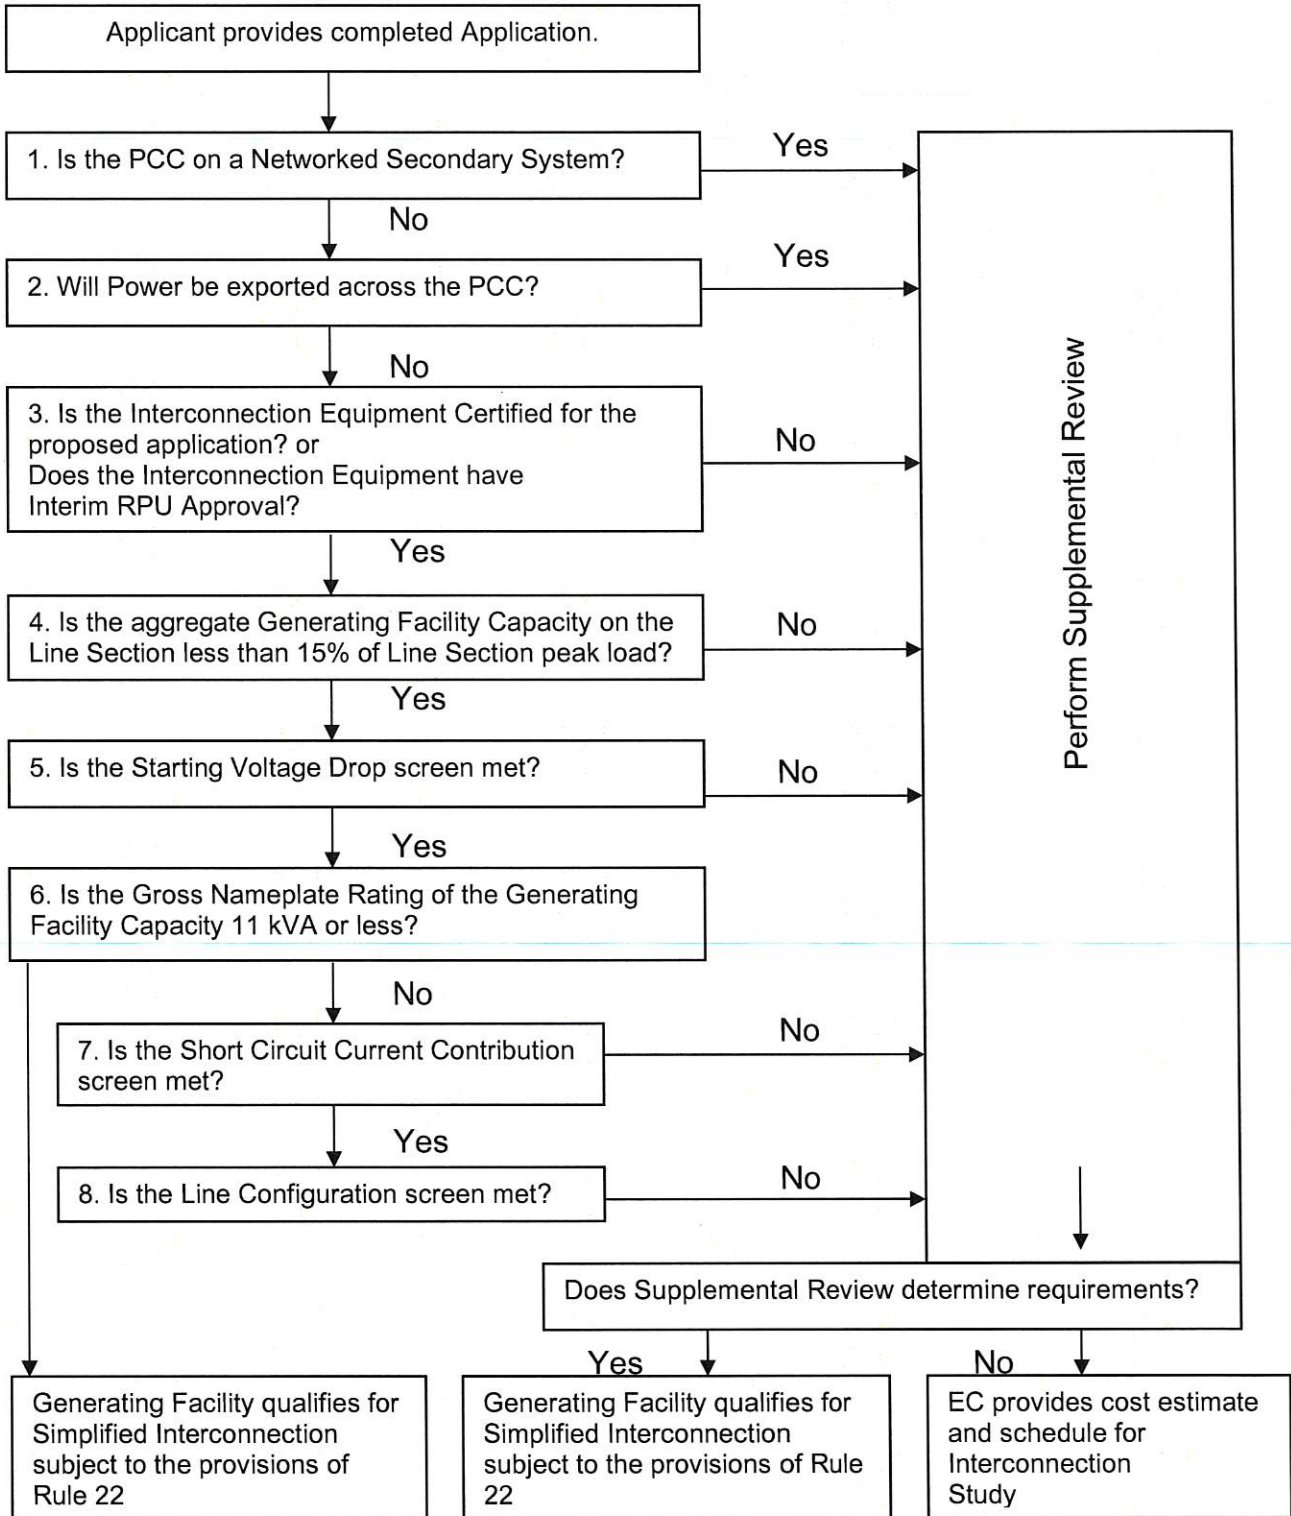 Applicant provides completed Application.
1. Is the PCC on a Networked Secondary System?
Yes
No
2. Will Power be exported across the PCC?
Yes
No
3. Is the Interconnection Equipment Certified for the
proposed application? or
Does the Interconnection Equipment have
Interim RPU Approval?
No
Yes
4. Is the aggregate Generating Facility Capacity on the
Line Section less than 15% of Line Section peak load?
No
Yes
5. Is the Starting Voltage Drop screen met?
No
Yes
6. Is the Gross Nameplate Rating of the Generating
Facility Capacity 11 kVA or less?
No
7. Is the Short Circuit Current Contribution
screen met?
No
Yes
8. Is the Line Configuration screen met?
No
Perform Supplemental Review
Does Supplemental Review determine requirements?
Yes
No
Generating Facility qualifies for
Simplified Interconnection
subject to the provisions of
Rule 22
Generating Facility qualifies for
Simplified Interconnection
subject to the provisions of Rule
22
EC provides cost estimate
and schedule for
Interconnection
Study